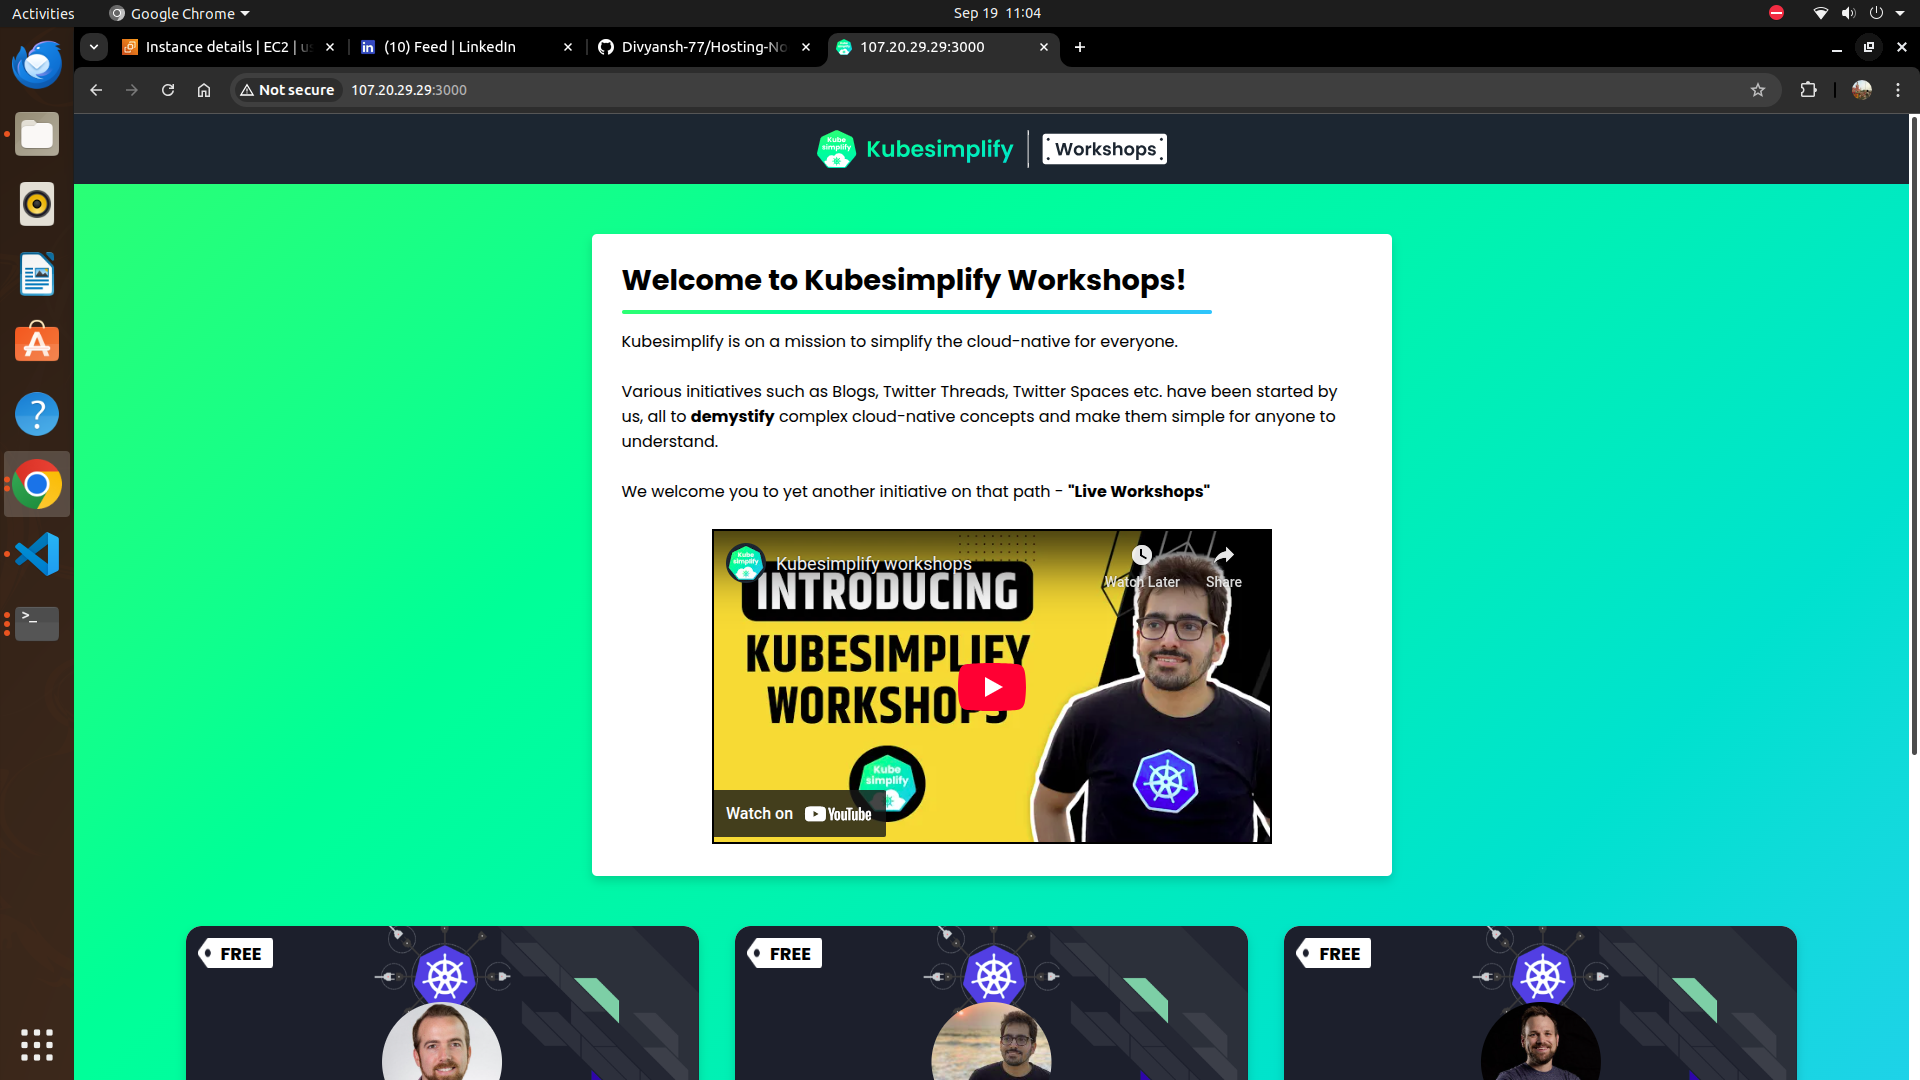 Activities
Google Chrome
Sep 19 11:04
Instance details | EC2 | us
(10) Feed | LinkedIn
Divyansh-77/Hosting-No
107.20.29.29:3000
Not secure
107.20.29.29:3000
Kube
simplify
Kubesimplify
Workshops
Welcome to Kubesimplify Workshops!
Kubesimplify is on a mission to simplify the cloud-native for everyone.
Various initiatives such as Blogs, Twitter Threads, Twitter Spaces etc. have been started by
us, all to demystify complex cloud-native concepts and make them simple for anyone to
understand.
We welcome you to yet another initiative on that path - "Live Workshops"
Kube
simplify
Kubesimplify workshops
Watch Later
Share
INTRODUCING
KUBESIMPLIFY
WORKSHOPS
Kube
simplify
Watch on YouTube
FREE
FREE
FREE